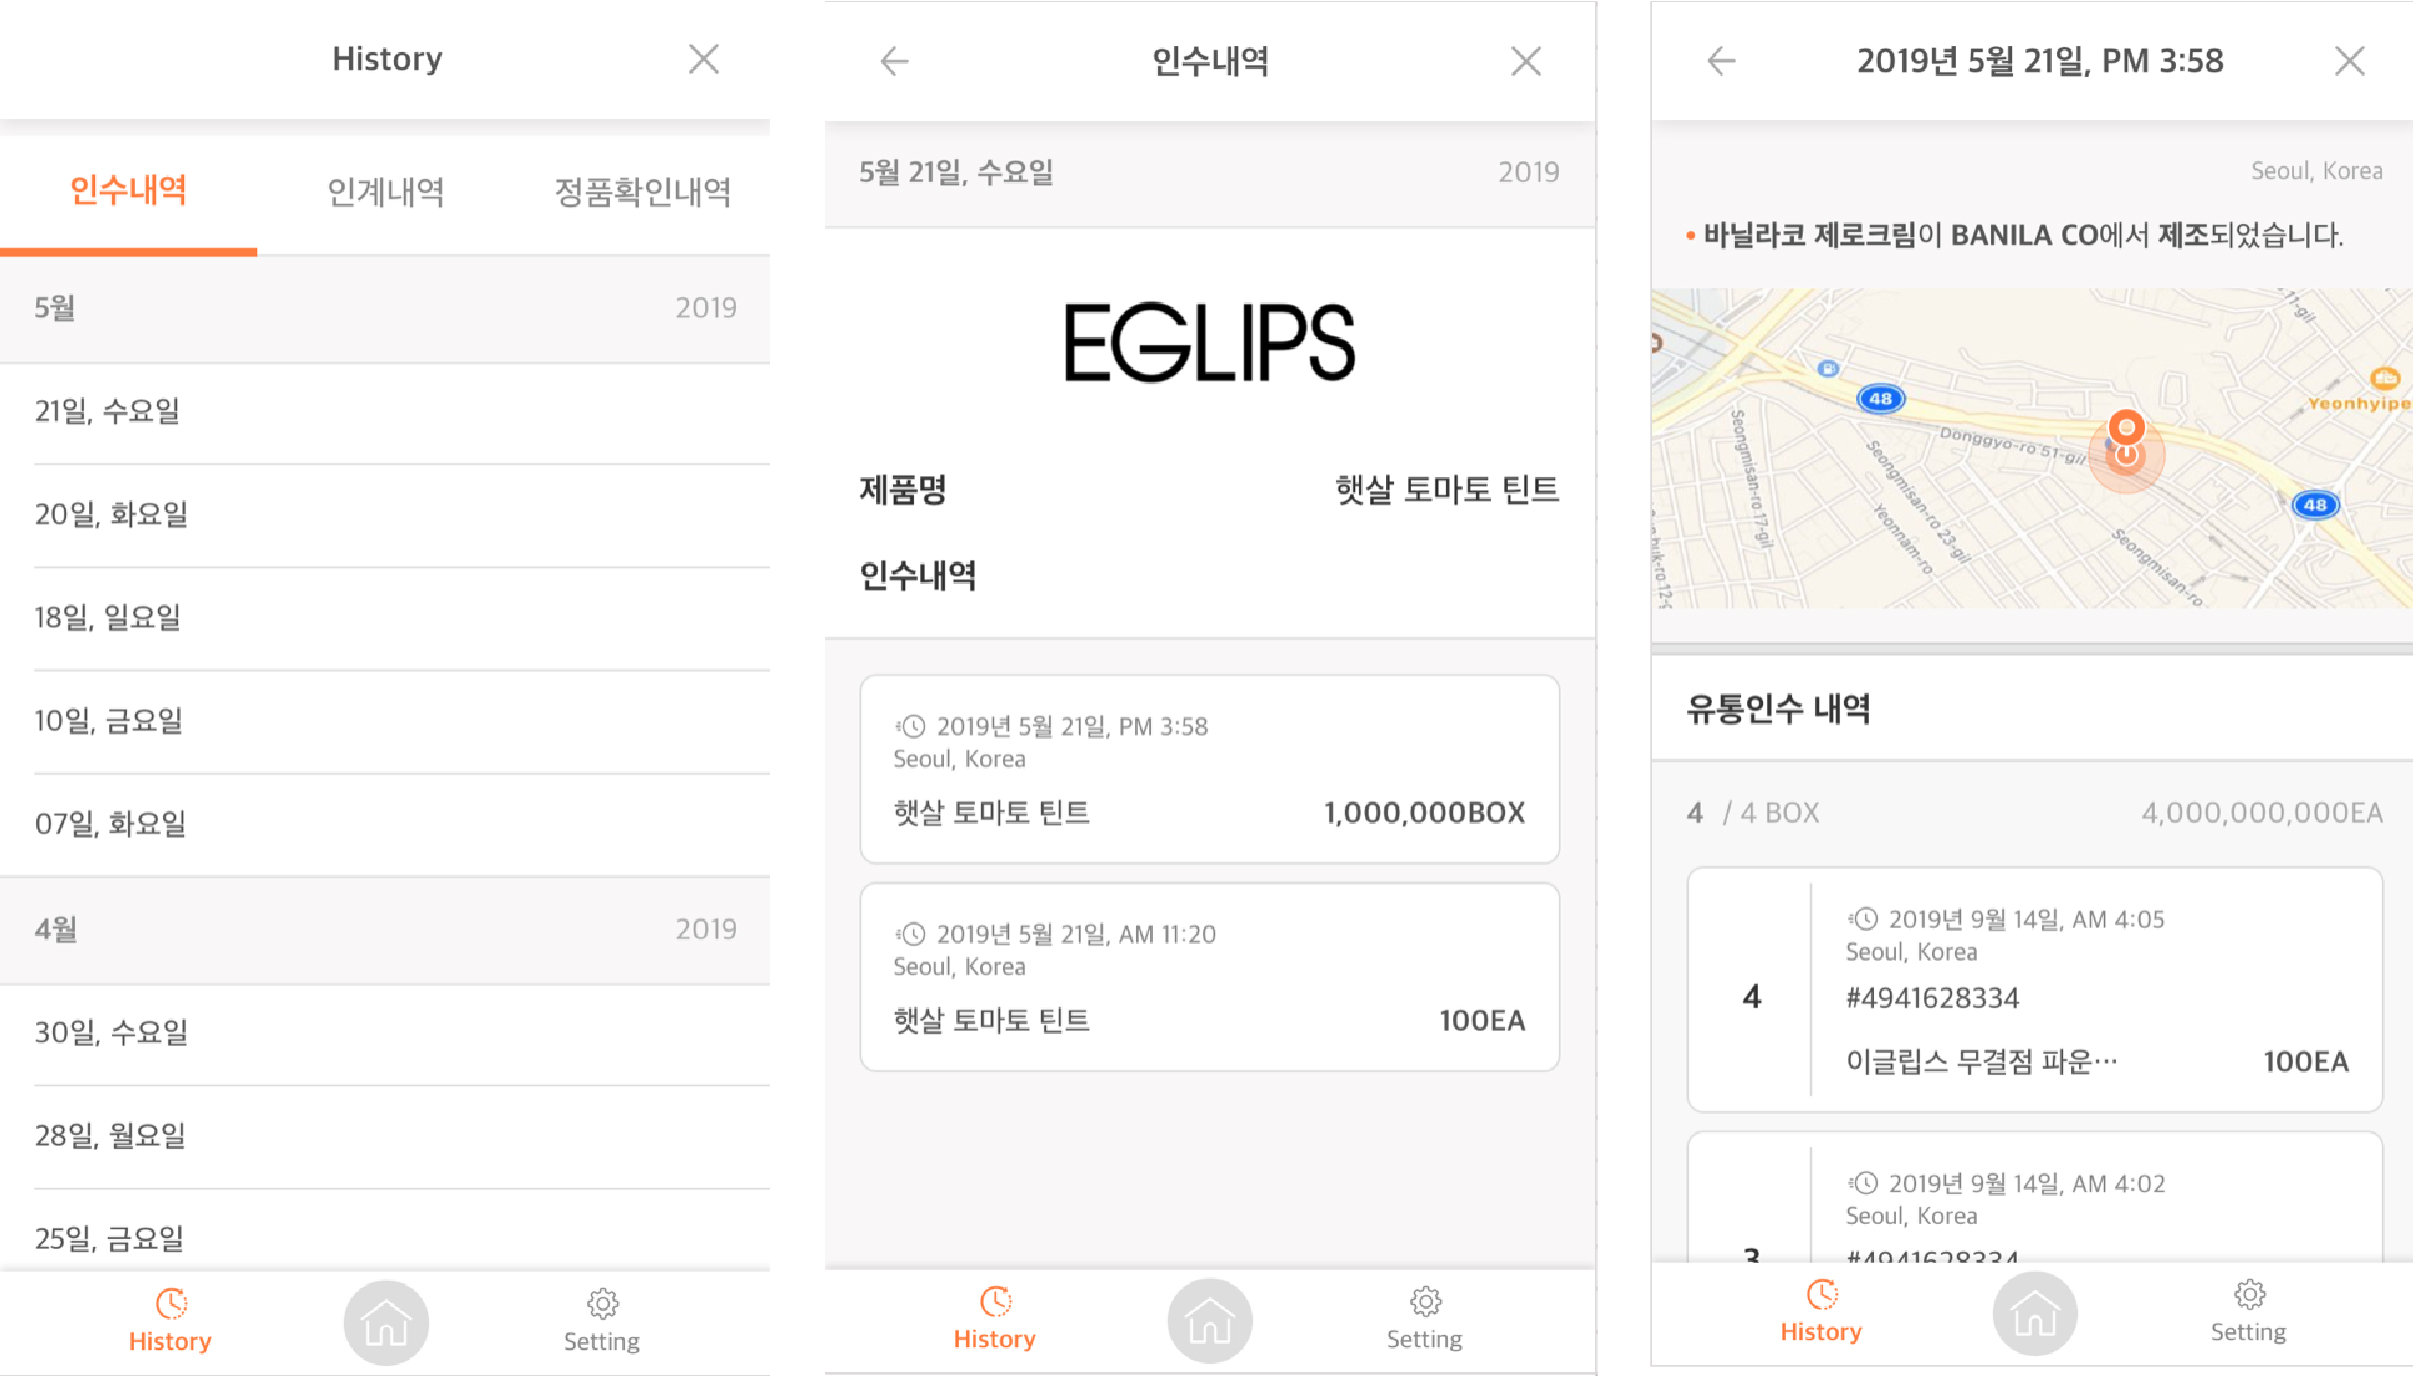 History
인수내역 인계내역 정품확인내역
5월 2019
21일, 수요일
20일, 화요일
18일, 일요일
10일, 금요일
07일, 화요일
4월 2019
30일, 수요일
28일, 월요일
25일, 금요일
History Setting
인수내역
5월 21일, 수요일 2019
EGLIPS
제품명 햇살 토마토 틴트
인수내역
2019년 5월 21일, PM 3:58
Seoul, Korea
햇살 토마토 틴트 1,000,000BOX
2019년 5월 21일, AM 11:20
Seoul, Korea
햇살 토마토 틴트 100EA
History Setting
2019년 5월 21일, PM 3:58
Seoul, Korea
• 바닐라코 제로크림이 BANILA CO에서 제조되었습니다.
11-gil
48
Yeonhyipe
Donggyo-ro 51-gil
Seongmisan-ro 17-gil
Seongmisan-ro 23-gil
Yeonnam-ro
48
Seongmisan-ro
유통인수 내역
4 / 4 BOX 4,000,000,000EA
4
2019년 9월 14일, AM 4:05
Seoul, Korea
#4941628334
이글립스 무결점 파운⋯ 100EA
3
2019년 9월 14일, AM 4:02
Seoul, Korea
#4941628334
History Setting